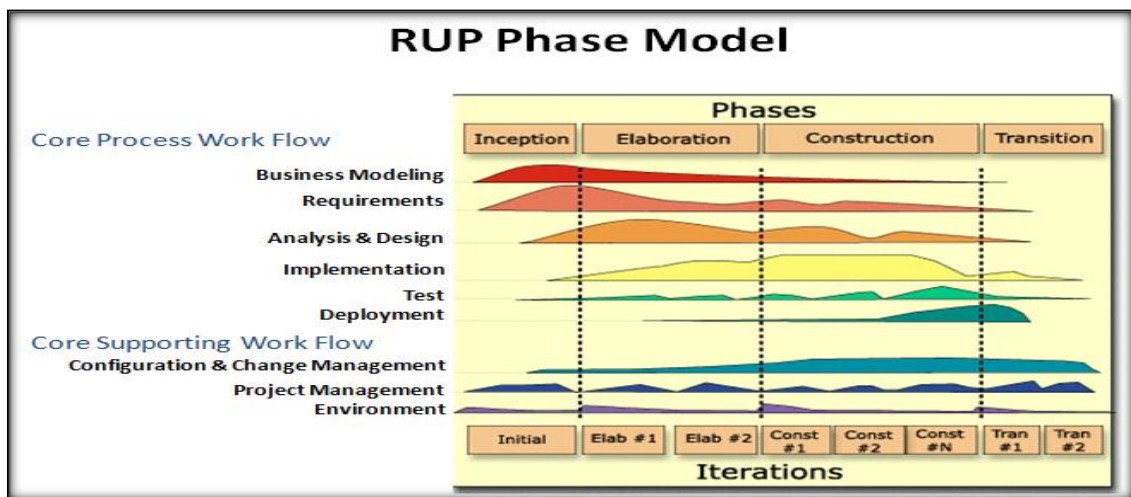 RUP Phase Model
Phases
Inception Elaboration Construction Transition
Core Process Work Flow
Business Modeling
Requirements
Analysis & Design
Implementation
Test
Deployment
Core Supporting Work Flow
Configuration & Change Management
Project Management
Environment
Initial Elab #1 Elab #2 Const #1 Const #2 Const #N Tran #1 Tran #2
Iterations